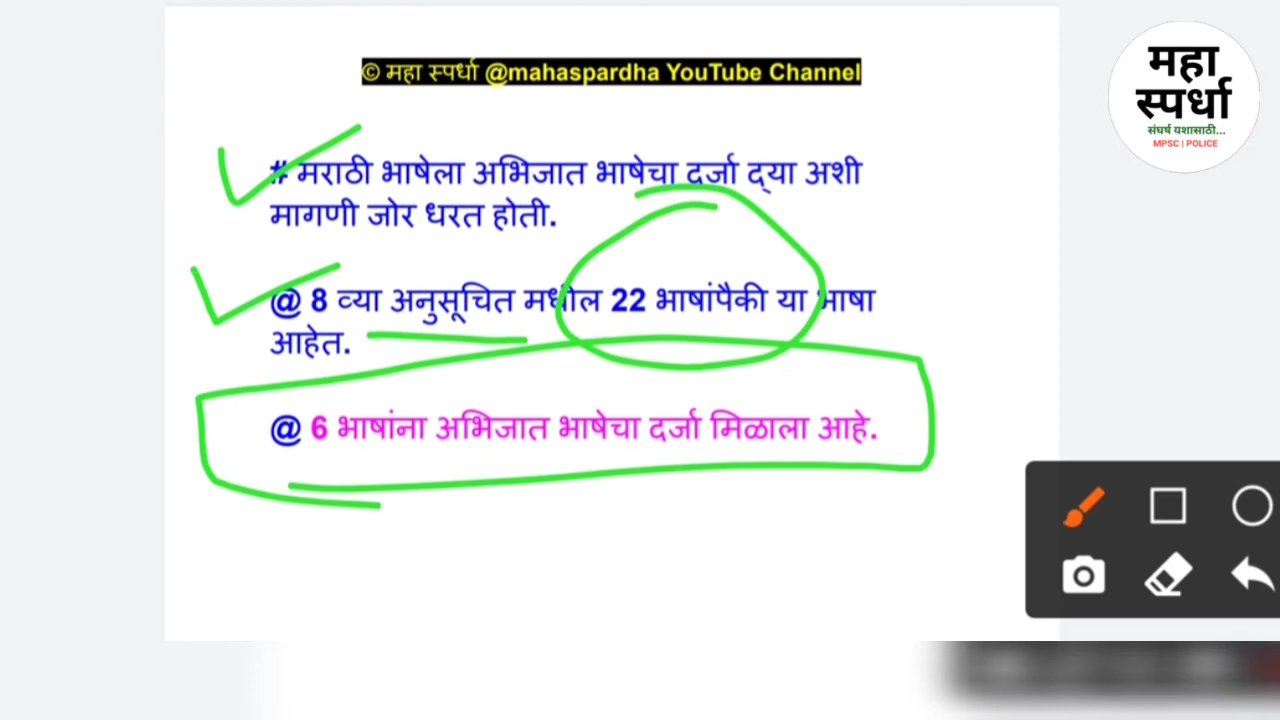 © महा स्पर्धा @mahaspardha YouTube Channel
महा
स्पर्धा
संघर्ष यशासाठी...
MPSC | POLICE
# मराठी भाषेला अभिजात भाषेचा दर्जा द्या अशी
मागणी जोर धरत होती.
@ 8 व्या अनुसूचित मधील 22 भाषांपैकी या भाषा
आहेत.
@ 6 भाषांना अभिजात भाषेचा दर्जा मिळाला आहे.